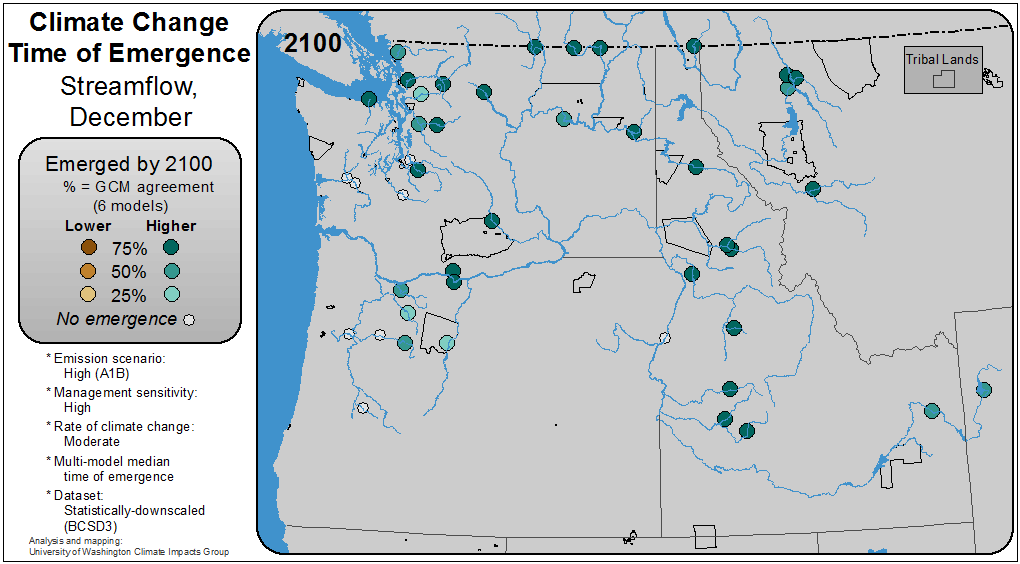 Climate Change
Time of Emergence
Streamflow,
December
Emerged by 2100
% = GCM agreement
(6 models)
Lower Higher
75%
50%
25%
No emergence
* Emission scenario:
High (A1B)
* Management sensitivity:
High
* Rate of climate change:
Moderate
* Multi-model median
time of emergence
* Dataset:
Statistically-downscaled
(BCSD3)
Analysis and mapping:
University of Washington Climate Impacts Group
2100
Tribal Lands